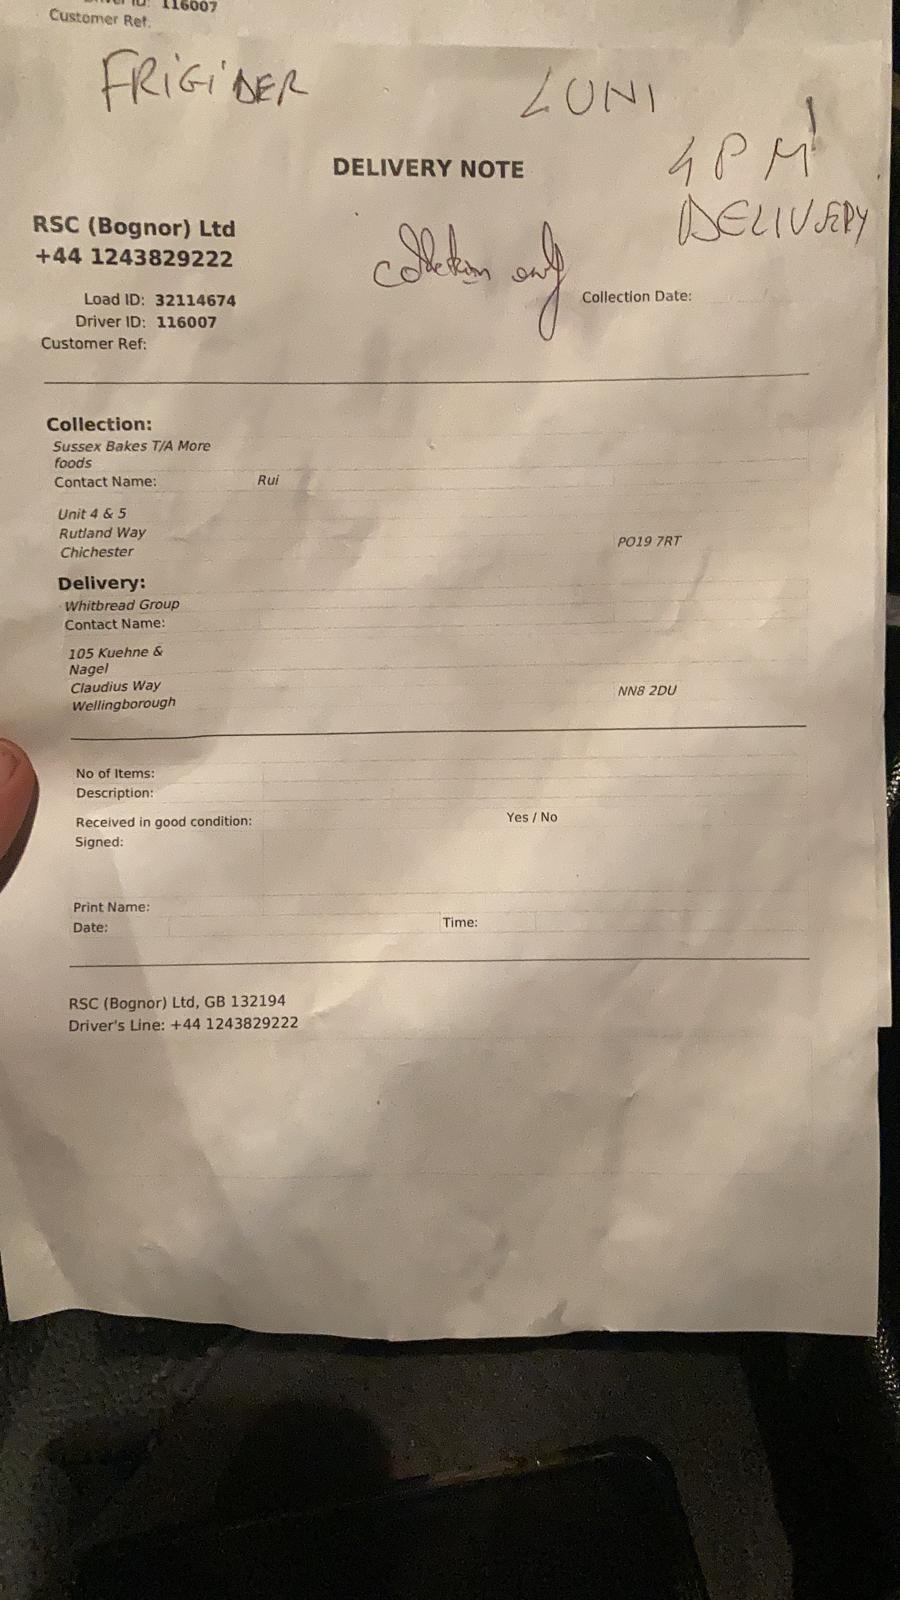 116007
Customer Ref.
FRIGIDER
LUNI
4 PM
DELIVERY
DELIVERY NOTE
RSC (Bognor) Ltd
+44 1243829222
collection only
Load ID: 32114674
Collection Date:
Driver ID: 116007
Customer Ref:
Collection:
Sussex Bakes T/A More
foods
Contact Name: Rui
Unit 4 & 5
Rutland Way
Chichester
PO19 7RT
Delivery:
Whitbread Group
Contact Name:
105 Kuehne &
Nagel
Claudius Way
Wellingborough
NN8 2DU
No of Items:
Description:
Received in good condition: Yes / No
Signed:
Print Name:
Date: Time:
RSC (Bognor) Ltd, GB 132194
Driver's Line: +44 1243829222